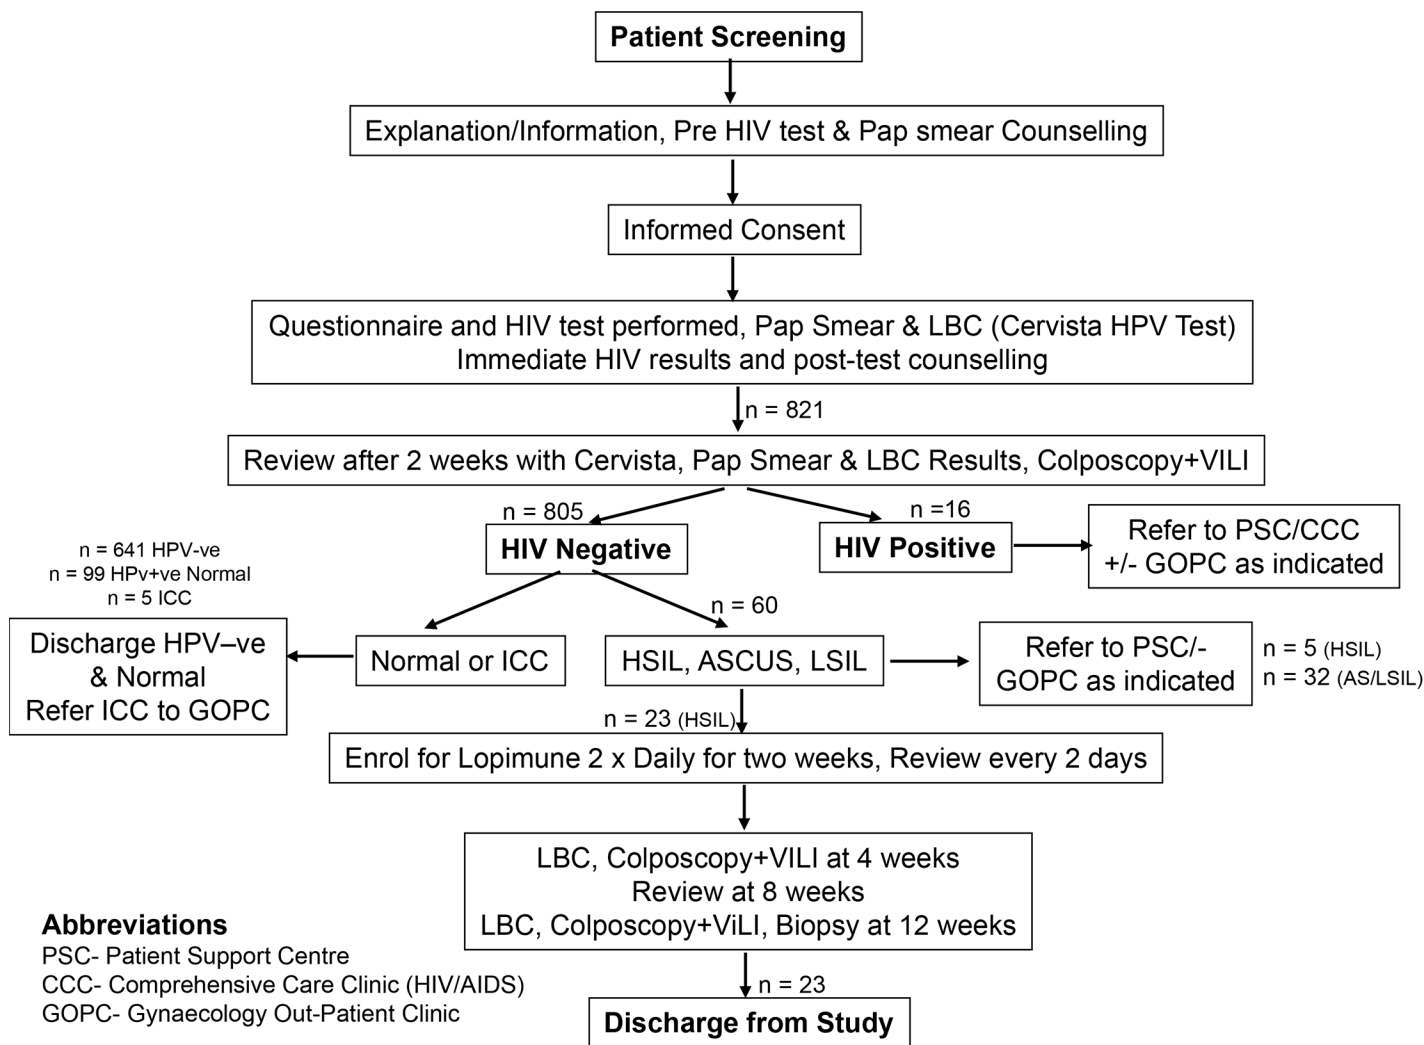 Patient Screening
Explanation/Information, Pre HIV test & Pap smear Counselling
Informed Consent
Questionnaire and HIV test performed, Pap Smear & LBC (Cervista HPV Test)
Immediate HIV results and post-test counselling
n = 821
Review after 2 weeks with Cervista, Pap Smear & LBC Results, Colposcopy+VILI
n = 805
n =16
HIV Negative
HIV Positive
Refer to PSC/CCC
+/- GOPC as indicated
n = 641 HPV-ve
n = 99 HPv+ve Normal
n = 5 ICC
n = 60
Discharge HPV–ve
& Normal
Refer ICC to GOPC
Normal or ICC
HSIL, ASCUS, LSIL
Refer to PSC/-
GOPC as indicated
n = 5 (HSIL)
n = 32 (AS/LSIL)
n = 23 (HSIL)
Enrol for Lopimune 2 x Daily for two weeks, Review every 2 days
LBC, Colposcopy+VILI at 4 weeks
Review at 8 weeks
LBC, Colposcopy+ViLI, Biopsy at 12 weeks
n = 23
Discharge from Study
Abbreviations
PSC- Patient Support Centre
CCC- Comprehensive Care Clinic (HIV/AIDS)
GOPC- Gynaecology Out-Patient Clinic